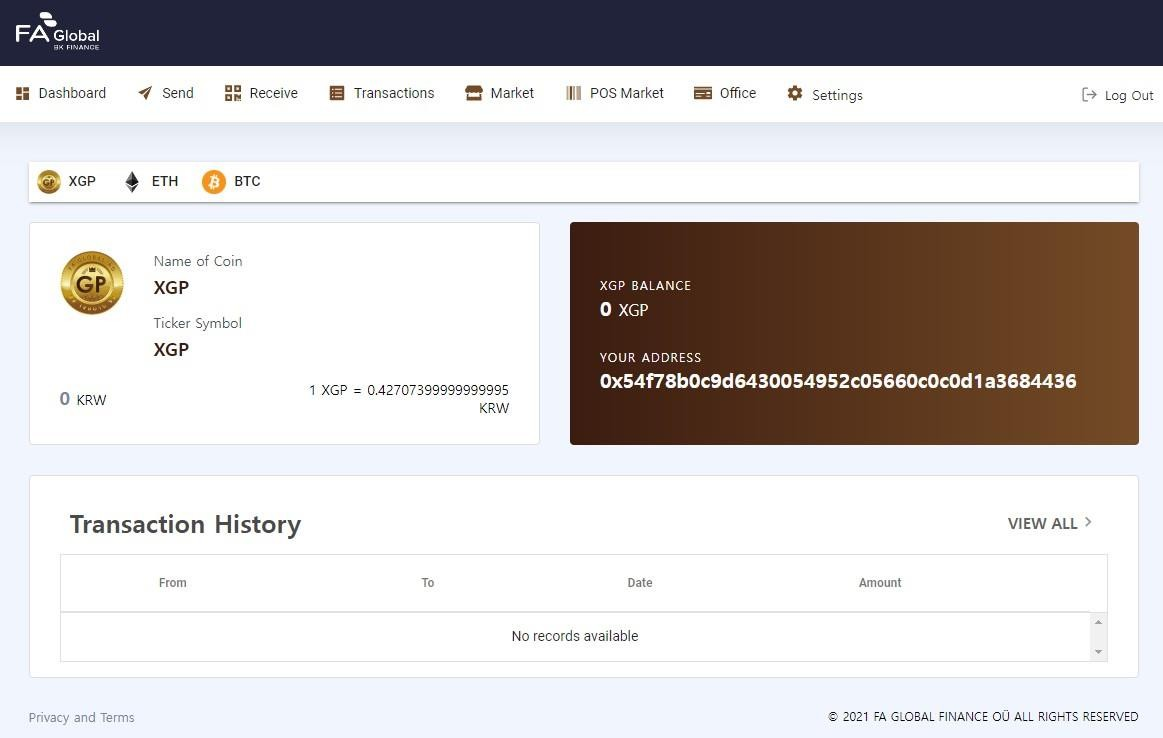 FA Global
BK FINANCE
Dashboard Send Receive Transactions Market POS Market Office Settings Log Out
XGP ETH BTC
GP
Name of Coin
XGP
Ticker Symbol
XGP
0 KRW
1 XGP = 0.42707399999999995
KRW
XGP BALANCE
0 XGP
YOUR ADDRESS
0x54f78b0c9d6430054952c05660c0c0d1a3684436
Transaction History
VIEW ALL
From To Date Amount
No records available
Privacy and Terms
© 2021 FA GLOBAL FINANCE OÜ ALL RIGHTS RESERVED